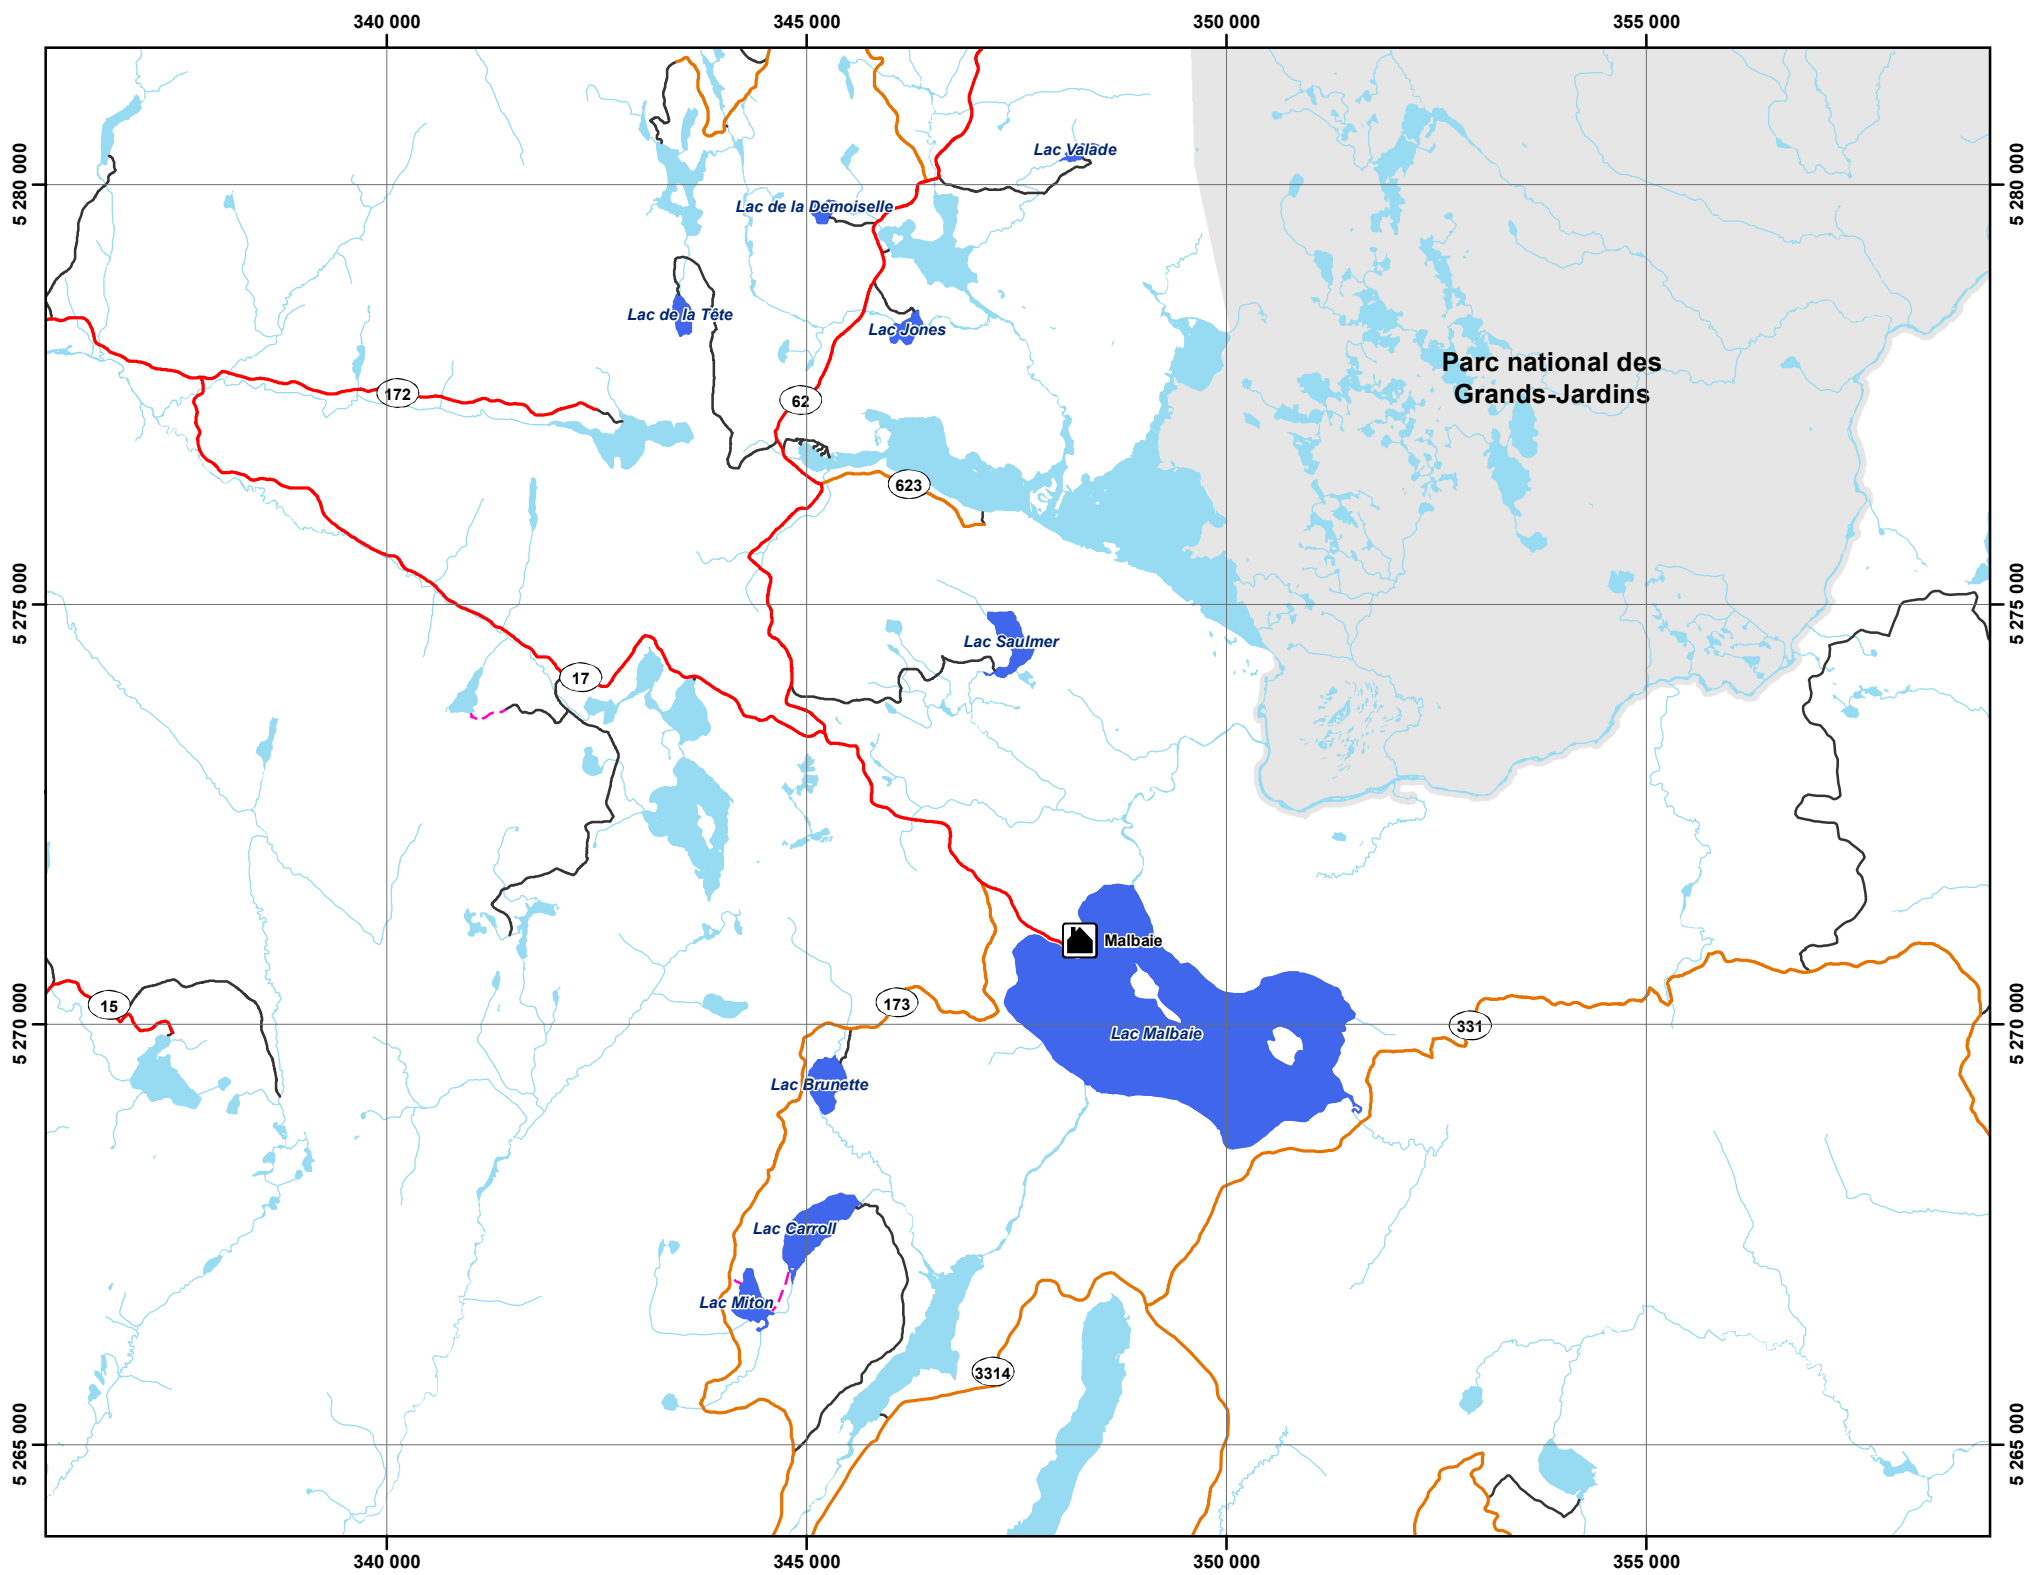 340 000
345 000
350 000
355 000
5 280 000
5 280 000
Lac Valade
Lac de la Demoiselle
Lac de la Tête
Lac Jones
Parc national des
Grands-Jardins
172
62
623
5 275 000
5 275 000
Lac Saulmer
17
Malbaie
15
173
5 270 000
5 270 000
331
Lac Malbaie
Lac Brunette
Lac Carroll
Lac Miton
3314
5 265 000
5 265 000
340 000
345 000
350 000
355 000